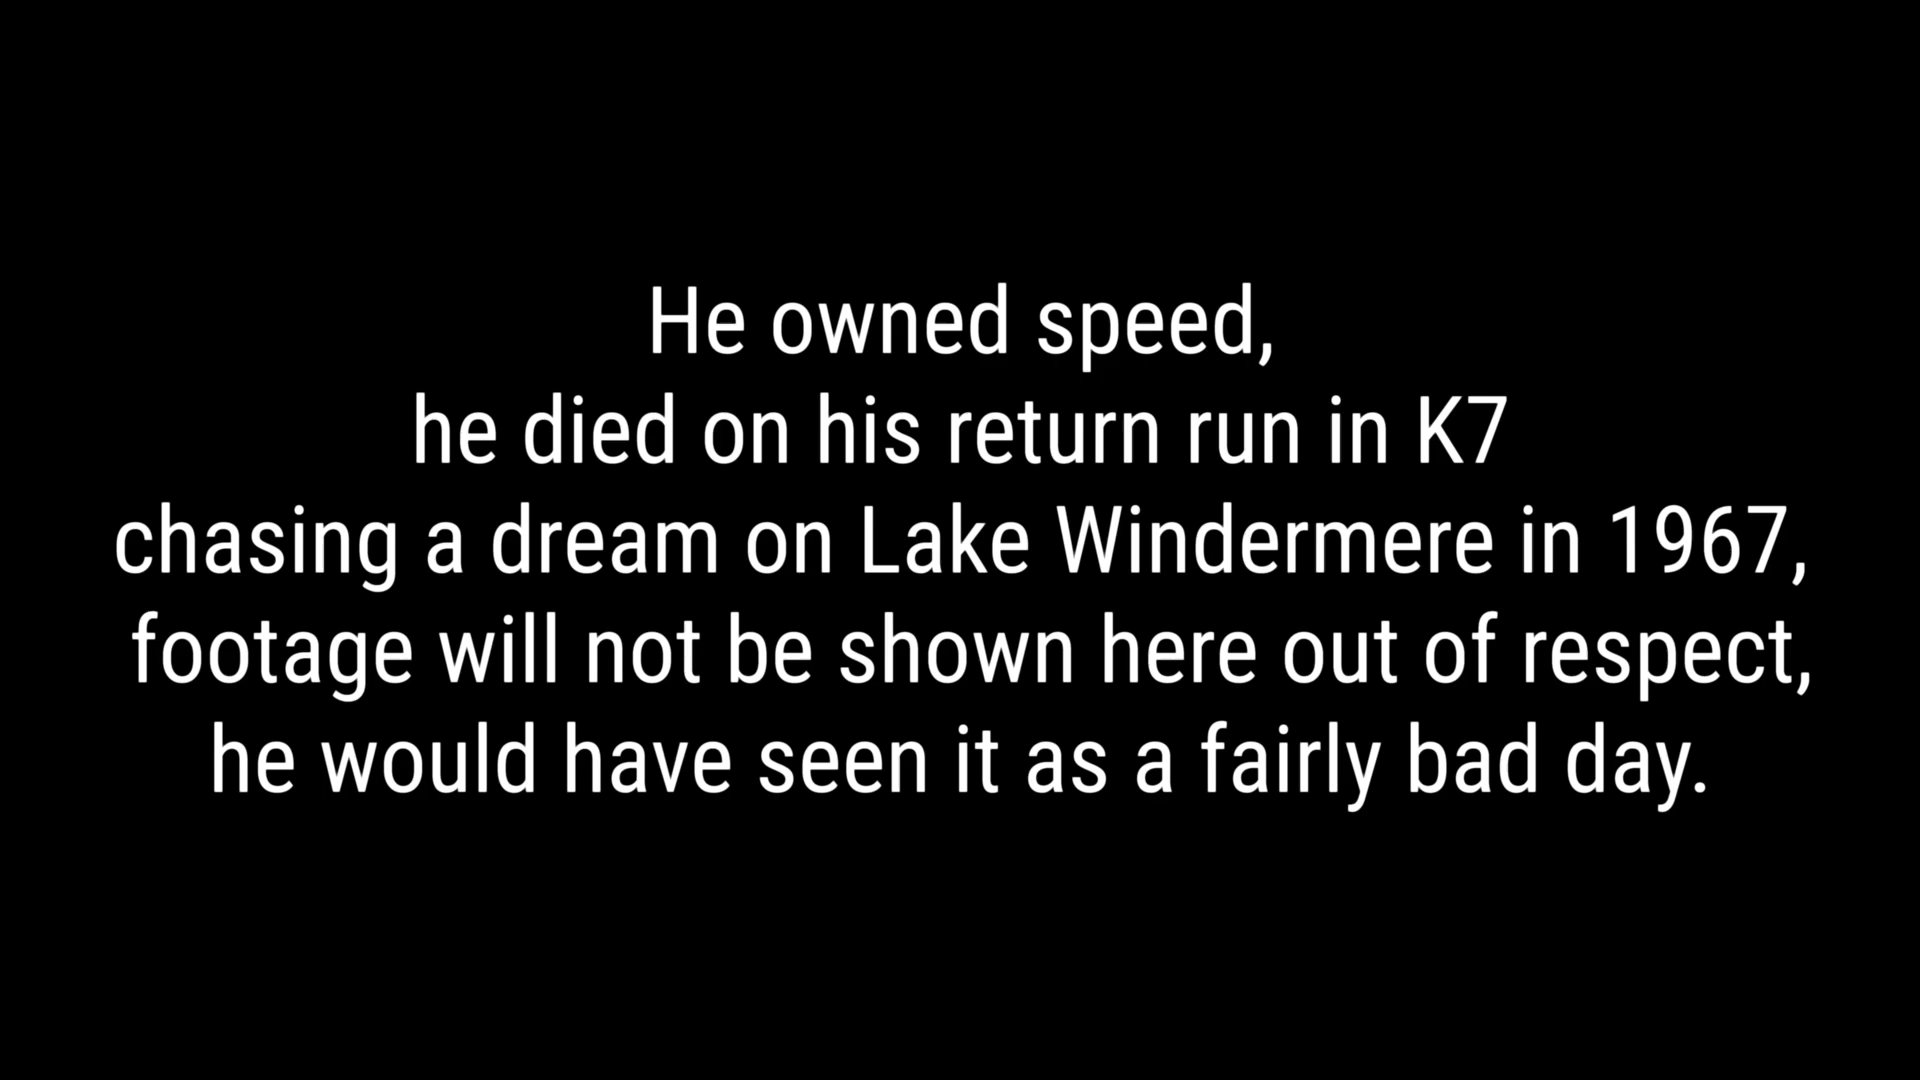 He owned speed,
he died on his return run in K7
chasing a dream on Lake Windermere in 1967,
footage will not be shown here out of respect,
he would have seen it as a fairly bad day.